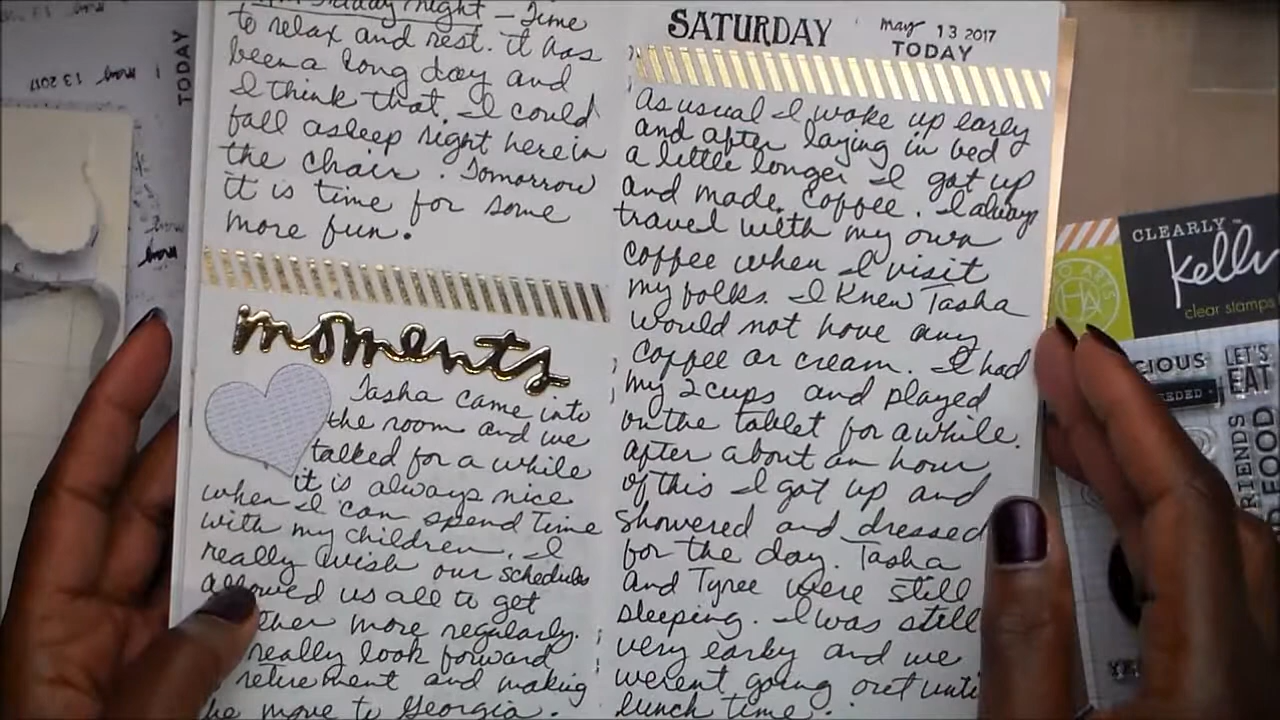 Friday night - Time
to relax and rest. it has
been a long day and
I think that I could
fall asleep right here in
the chair. Tomorrow
it is time for some
more fun.
moments
Tasha came into
the room and we
talked for a while
it is always nice
when I can spend time
with my children. I
really wish our schedules
allowed us all to get
more regularly.
really look forward
retirement and making
move to Georgia.
SATURDAY
may 13 2017
TODAY
As usual I woke up early
and after laying in bed
a little longer I got up
and made coffee. I always
travel with my own
coffee when I visit
my folks. I knew Tasha
would not have any
coffee or cream. I had
my 2 cups and played
on the tablet for awhile.
after about an hour
of this I got up and
showered and dressed
for the day. Tasha
and Tyree were still
sleeping. I was still
very early and we
werent going out until
lunch time.
TODAY
may 13 2017
CLEARLY
Kelly
clear stamps
HA
LET'S
EAT
FOOD